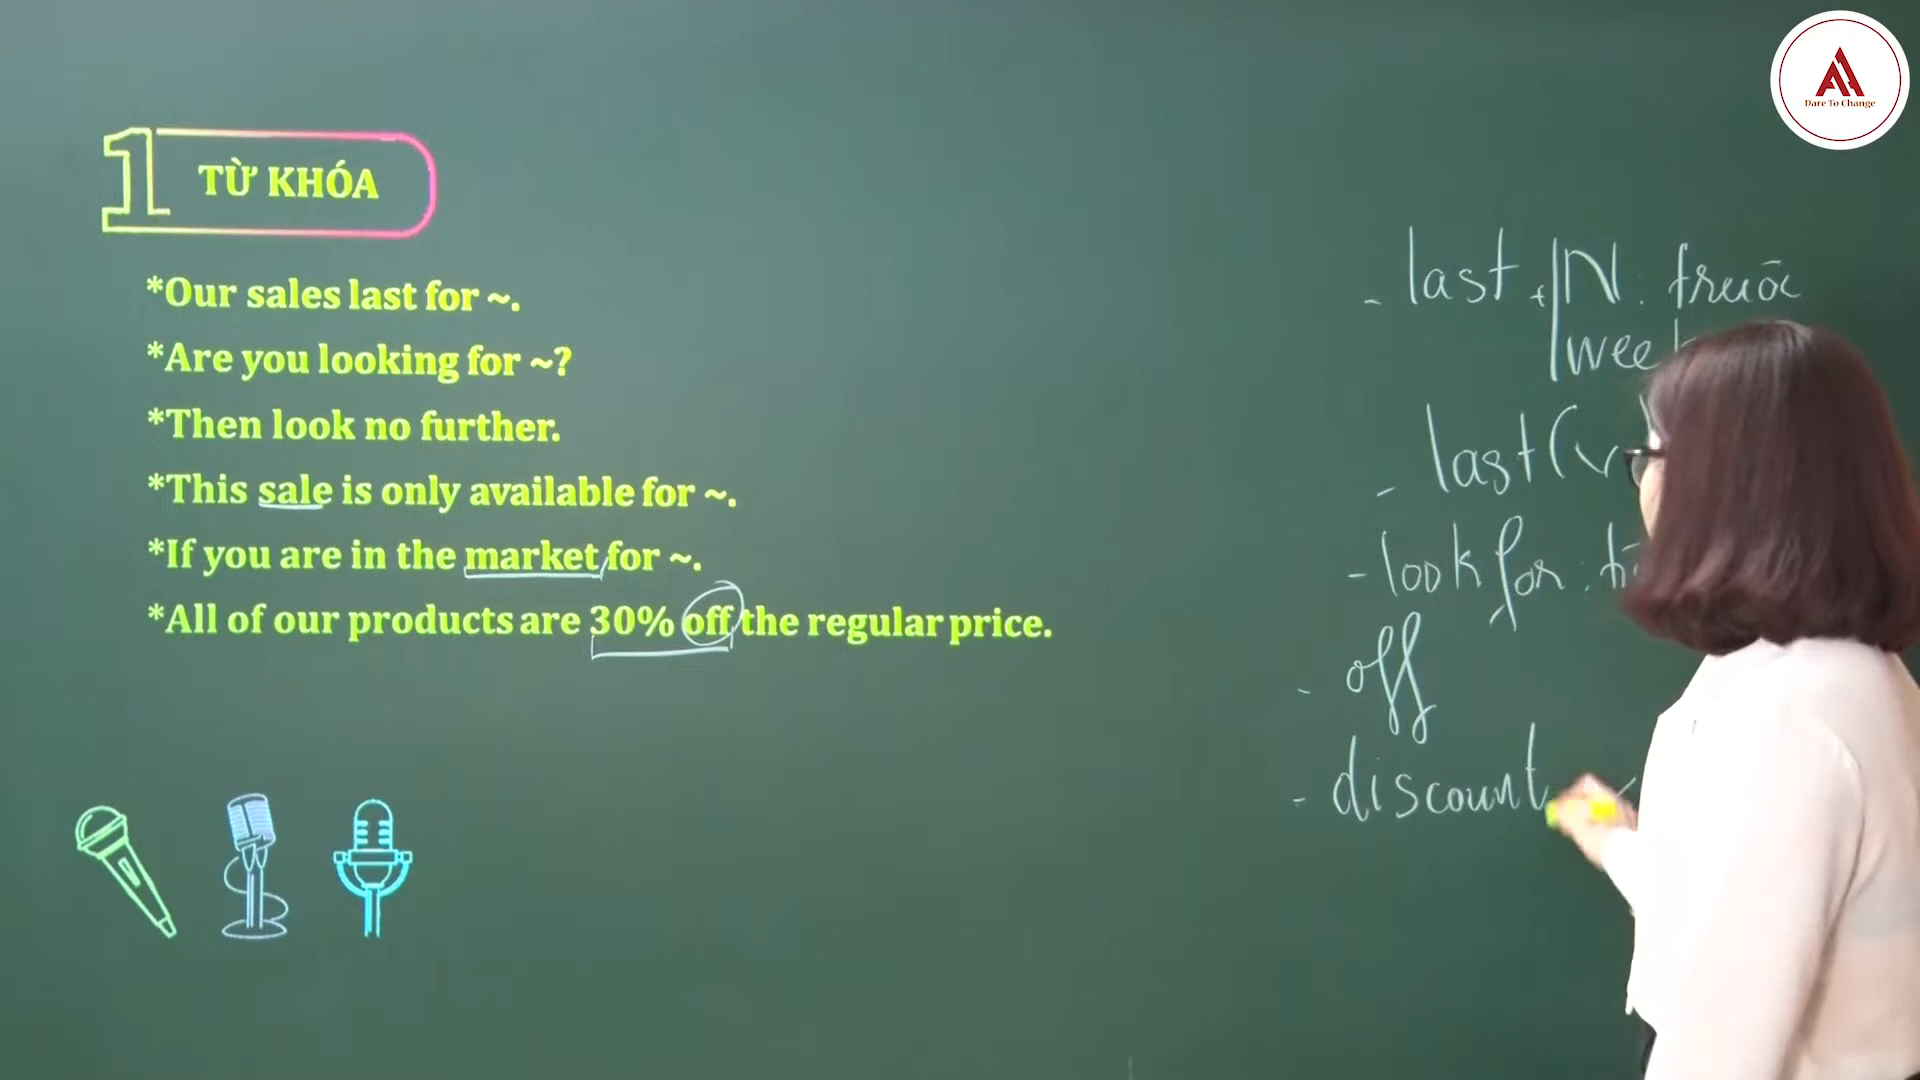 1 TỪ KHÓA
*Our sales last for ~.
*Are you looking for ~?
*Then look no further.
*This sale is only available for ~.
*If you are in the market for ~.
*All of our products are 30% off the regular price.
- last + N : trước
- last (v
- look for :
- off
- discount
Dare To Change